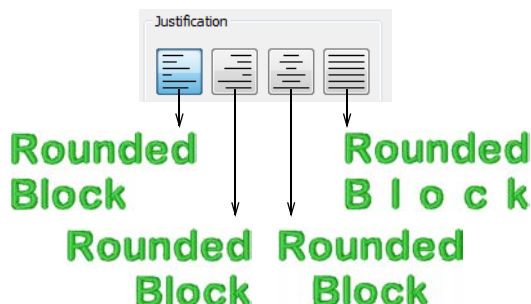 Justification
Rounded
Block
Rounded
B l o c k
Rounded
Block
Rounded
Block